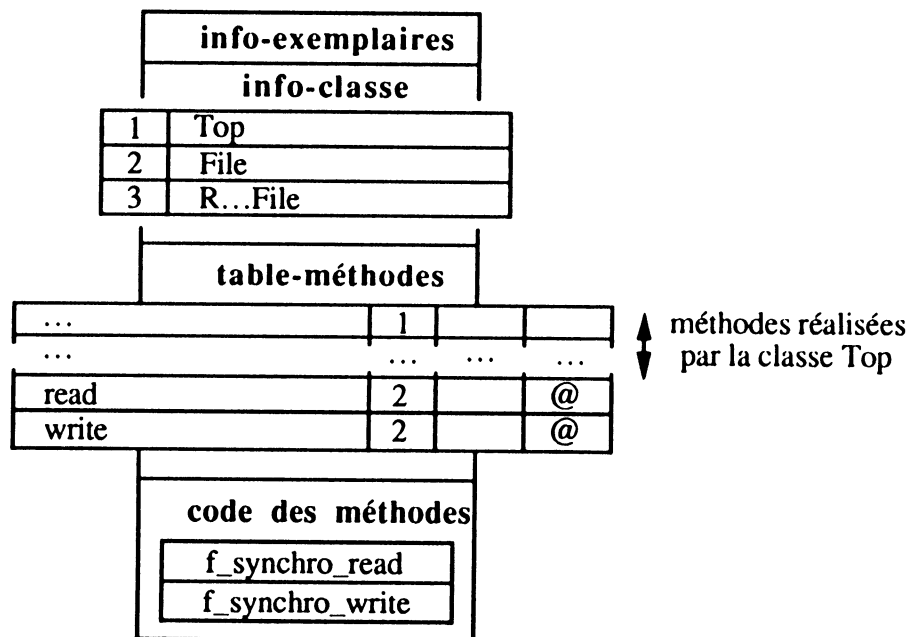 info-exemplaires
info-classe
1 Top
2 File
3 R...File
table-méthodes
... 1
... ... ... ...
méthodes réalisées
par la classe Top
read 2 @
write 2 @
code des méthodes
f_synchro_read
f_synchro_write